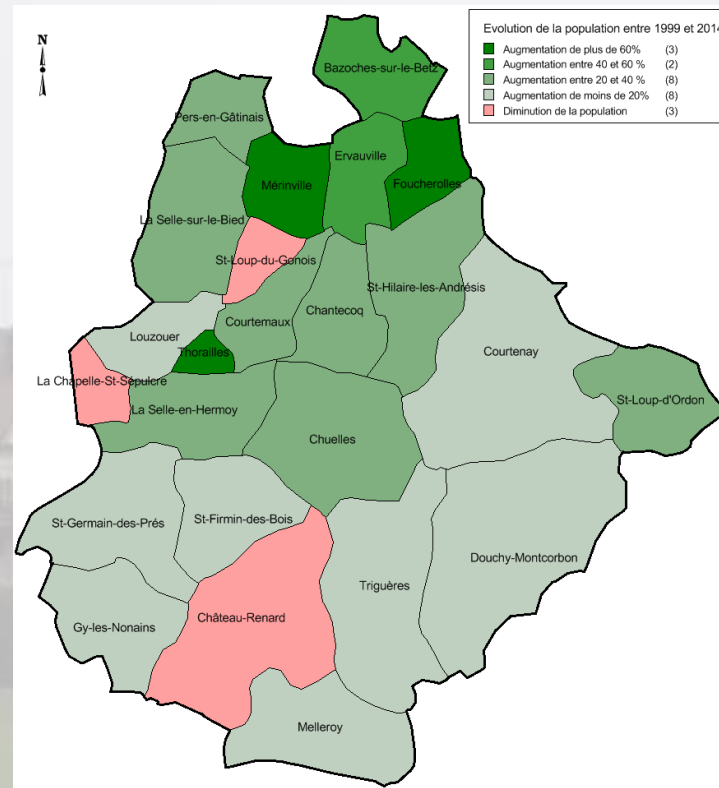 Evolution de la population entre 1999 et 2014
Augmentation de plus de 60% (3)
Augmentation entre 40 et 60 % (2)
Augmentation entre 20 et 40 % (8)
Augmentation de moins de 20% (8)
Diminution de la population (3)
N
Bazoches-sur-le-Betz
Pers-en-Gâtinais
Ervauville
Mérinville
Foucherolles
La Selle-sur-le-Bied
St-Loup-du-Gonois
St-Hilaire-les-Andrésis
Chantecoq
Courtemaux
Louzouer
Thorailles
Courtenay
La Chapelle-St-Sépulcre
St-Loup-d'Ordon
La Selle-en-Hermoy
Chuelles
St-Germain-des-Prés
St-Firmin-des-Bois
Douchy-Montcorbon
Triguères
Château-Renard
Gy-les-Nonains
Melleroy